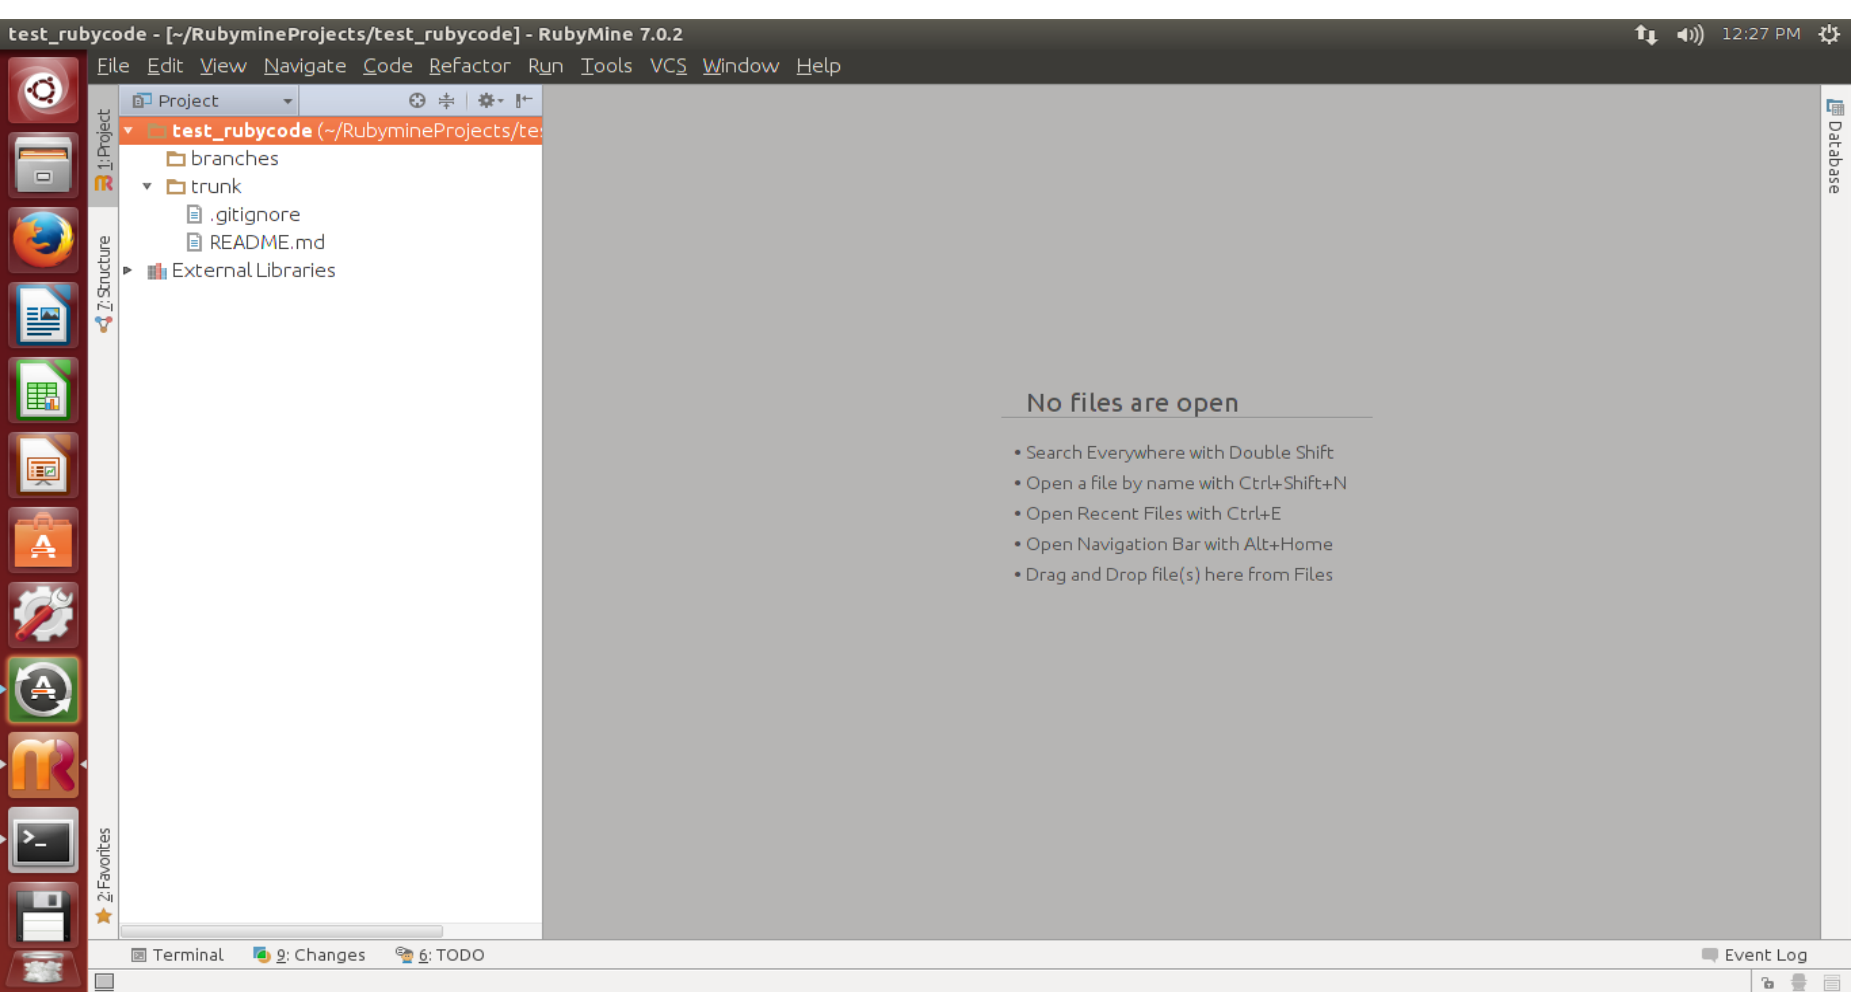 test_rubycode - [~/RubymineProjects/test_rubycode] - RubyMine 7.0.2
12:27 PM
File Edit View Navigate Code Refactor Run Tools VCS Window Help
Project
1: Project
test_rubycode (~/RubymineProjects/te
branches
trunk
.gitignore
README.md
External Libraries
7: Structure
2: Favorites
Database
No files are open
• Search Everywhere with Double Shift
• Open a file by name with Ctrl+Shift+N
• Open Recent Files with Ctrl+E
• Open Navigation Bar with Alt+Home
• Drag and Drop file(s) here from Files
Terminal 9: Changes 6: TODO
Event Log